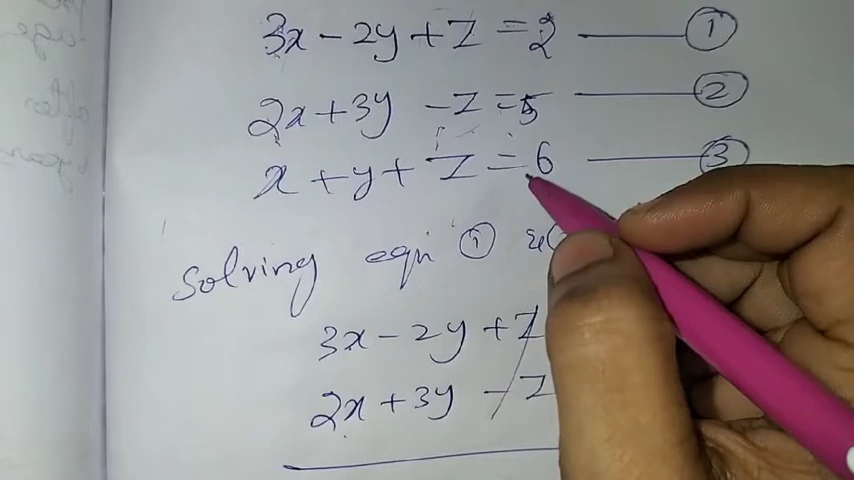 3x - 2y + z = 2 ——— ①
2x + 3y - z = 5 ——— ②
x + y + z = 6 ——— ③
Solving eqn ① &
3x - 2y + z
2x + 3y - z